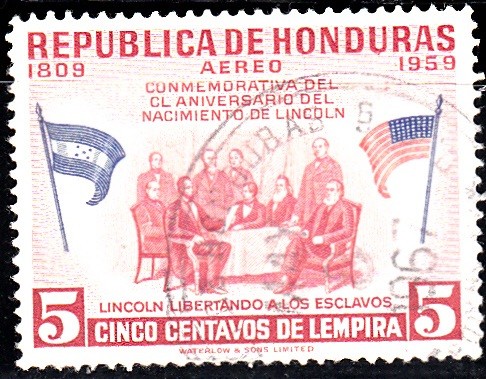 REPUBLICA DE HONDURAS
1809 AEREO 1959
CONMEMORATIVA DEL
CL ANIVERSARIO DEL
NACIMIENTO DE LINCOLN
LINCOLN LIBERTANDO A LOS ESCLAVOS
5 CINCO CENTAVOS DE LEMPIRA 5
WATERLOW & SONS LIMITED